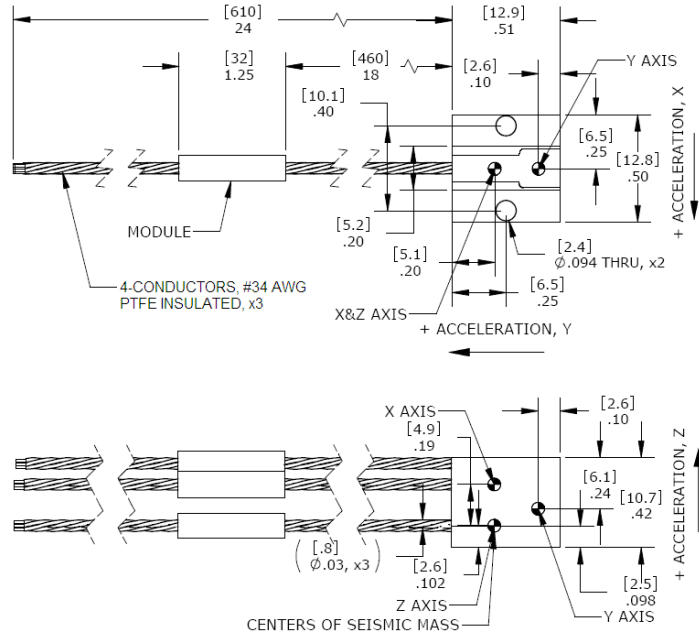 [610]
24
[12.9]
.51
[32]
1.25
[460]
18
[2.6]
.10
Y AXIS
[10.1]
.40
[6.5]
.25
[12.8]
.50
+ ACCELERATION, X
MODULE
[5.2]
.20
[5.1]
.20
[2.4]
Ø.094 THRU, x2
4-CONDUCTORS, #34 AWG
PTFE INSULATED, x3
[6.5]
.25
X&Z AXIS
+ ACCELERATION, Y
X AXIS
[4.9]
.19
[2.6]
.10
[6.1]
.24
[10.7]
.42
+ ACCELERATION, Z
[.8]
Ø.03, x3
[2.6]
.102
[2.5]
.098
Z AXIS
Y AXIS
CENTERS OF SEISMIC MASS